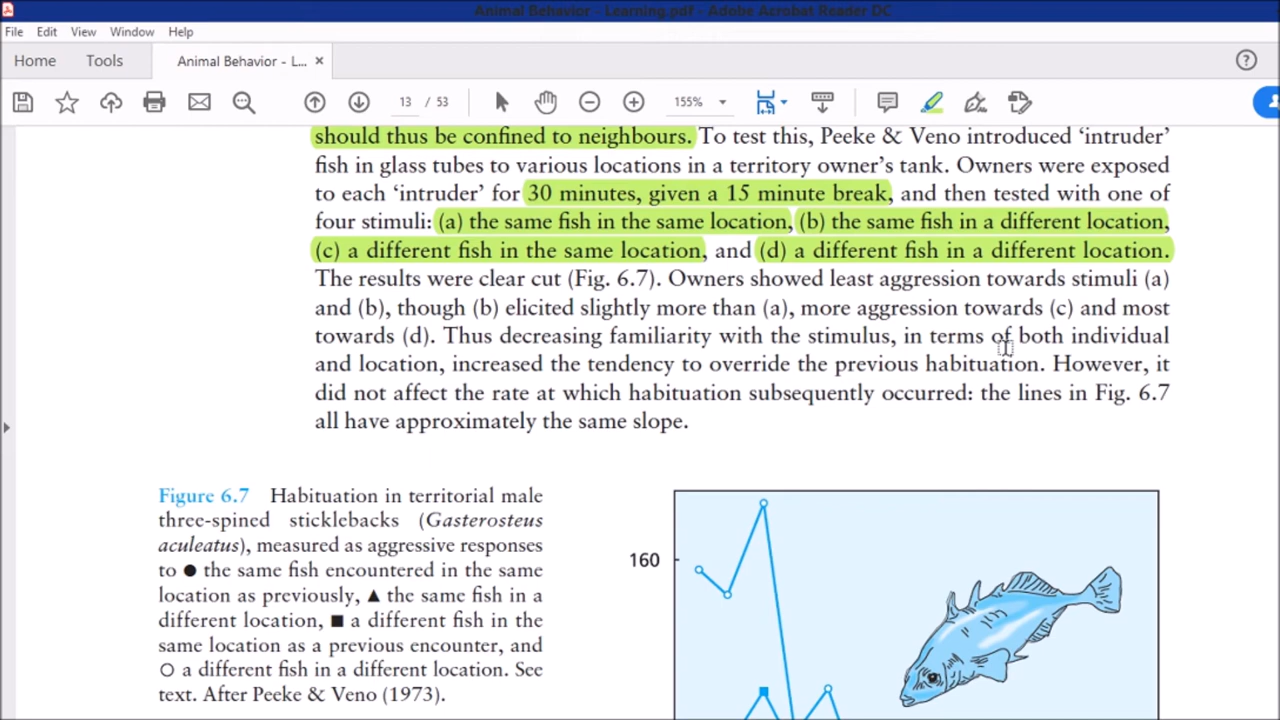 Animal Behavior - Learning.pdf - Adobe Acrobat Reader DC
File Edit View Window Help
Home Tools Animal Behavior - L... ×
13 / 53 155%
should thus be confined to neighbours. To test this, Peeke & Veno introduced ‘intruder’
fish in glass tubes to various locations in a territory owner’s tank. Owners were exposed
to each ‘intruder’ for 30 minutes, given a 15 minute break, and then tested with one of
four stimuli: (a) the same fish in the same location, (b) the same fish in a different location,
(c) a different fish in the same location, and (d) a different fish in a different location.
The results were clear cut (Fig. 6.7). Owners showed least aggression towards stimuli (a)
and (b), though (b) elicited slightly more than (a), more aggression towards (c) and most
towards (d). Thus decreasing familiarity with the stimulus, in terms of both individual
and location, increased the tendency to override the previous habituation. However, it
did not affect the rate at which habituation subsequently occurred: the lines in Fig. 6.7
all have approximately the same slope.
Figure 6.7 Habituation in territorial male
three-spined sticklebacks (Gasterosteus
aculeatus), measured as aggressive responses
to ● the same fish encountered in the same
location as previously, ▲ the same fish in a
different location, ■ a different fish in the
same location as a previous encounter, and
○ a different fish in a different location. See
text. After Peeke & Veno (1973).
160